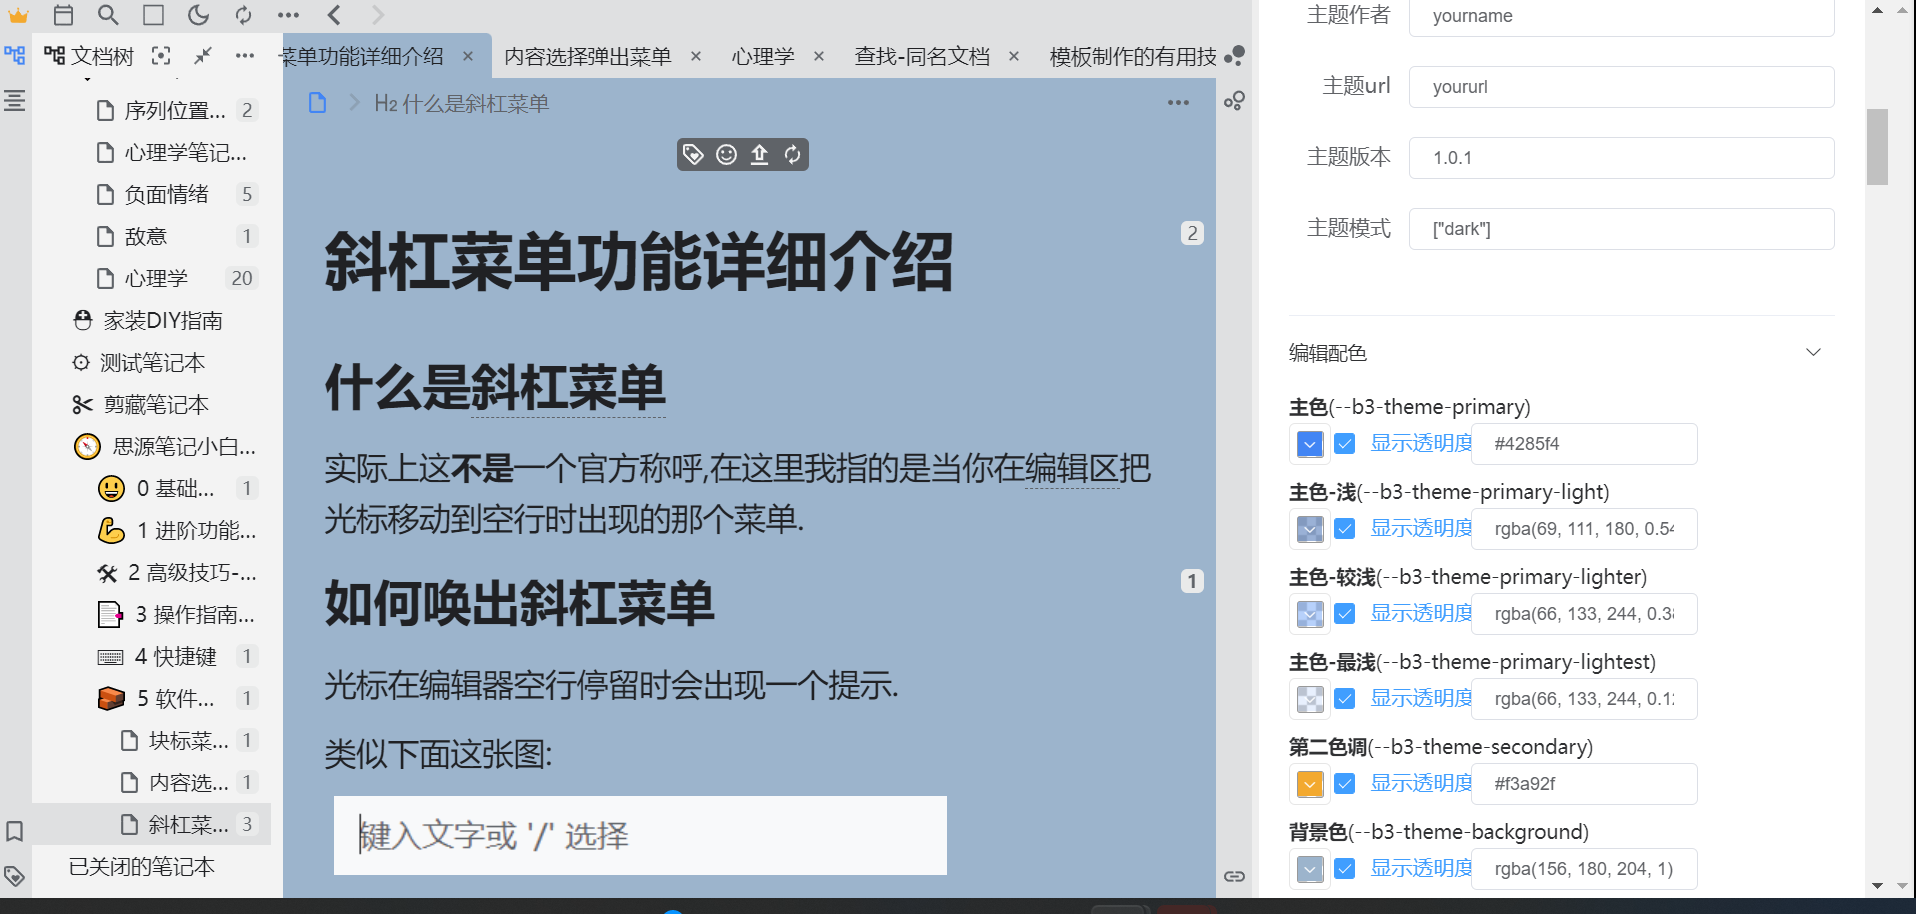 文档树
序列位置... 2
心理学笔记...
负面情绪 5
敌意 1
心理学 20
家装DIY指南
测试笔记本
剪藏笔记本
思源笔记小白...
0 基础... 1
1 进阶功能...
2 高级技巧-...
3 操作指南...
4 快捷键 1
5 软件... 1
块标菜... 1
内容选... 1
斜杠菜... 3
已关闭的笔记本
菜单功能详细介绍 × 内容选择弹出菜单 × 心理学 × 查找-同名文档 × 模板制作的有用技
H2 什么是斜杠菜单
斜杠菜单功能详细介绍 2
什么是斜杠菜单
实际上这不是一个官方称呼,在这里我指的是当你在编辑区把
光标移动到空行时出现的那个菜单.
如何唤出斜杠菜单 1
光标在编辑器空行停留时会出现一个提示.
类似下面这张图:
键入文字或 '/' 选择
主题作者 yourname
主题url yoururl
主题版本 1.0.1
主题模式 ["dark"]
编辑配色
主色(--b3-theme-primary)
显示透明度 #4285f4
主色-浅(--b3-theme-primary-light)
显示透明度 rgba(69, 111, 180, 0.54
主色-较浅(--b3-theme-primary-lighter)
显示透明度 rgba(66, 133, 244, 0.38
主色-最浅(--b3-theme-primary-lightest)
显示透明度 rgba(66, 133, 244, 0.12
第二色调(--b3-theme-secondary)
显示透明度 #f3a92f
背景色(--b3-theme-background)
显示透明度 rgba(156, 180, 204, 1)